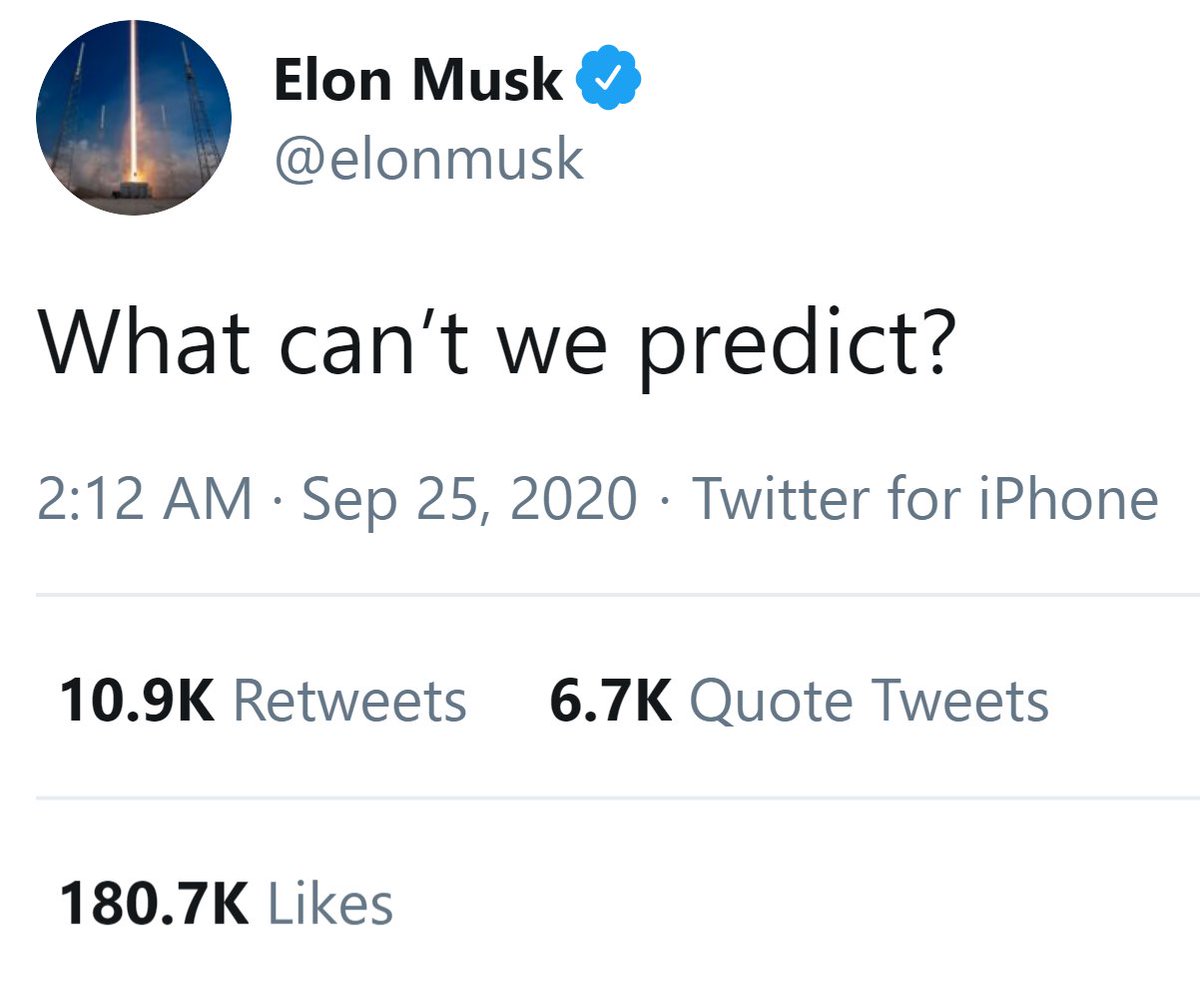 Elon Musk
@elonmusk
What can’t we predict?
2:12 AM · Sep 25, 2020 · Twitter for iPhone
10.9K Retweets 6.7K Quote Tweets
180.7K Likes